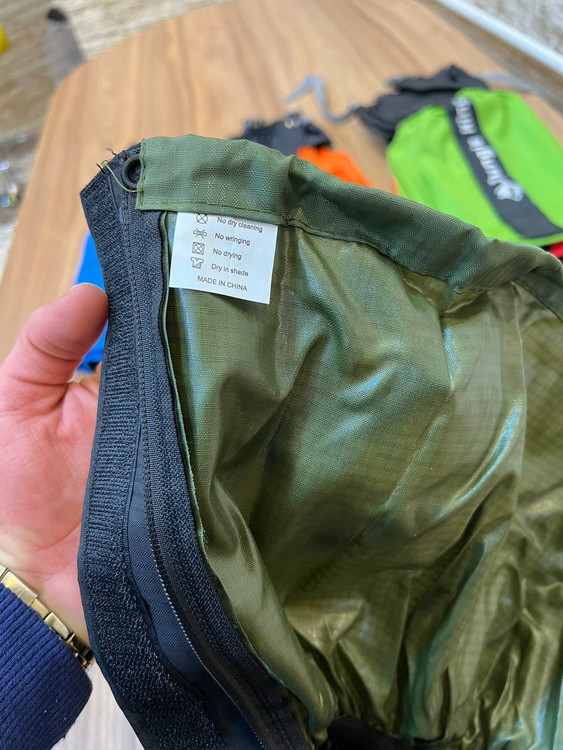 No dry cleaning
No wringing
No drying
Dry in shade
MADE IN CHINA